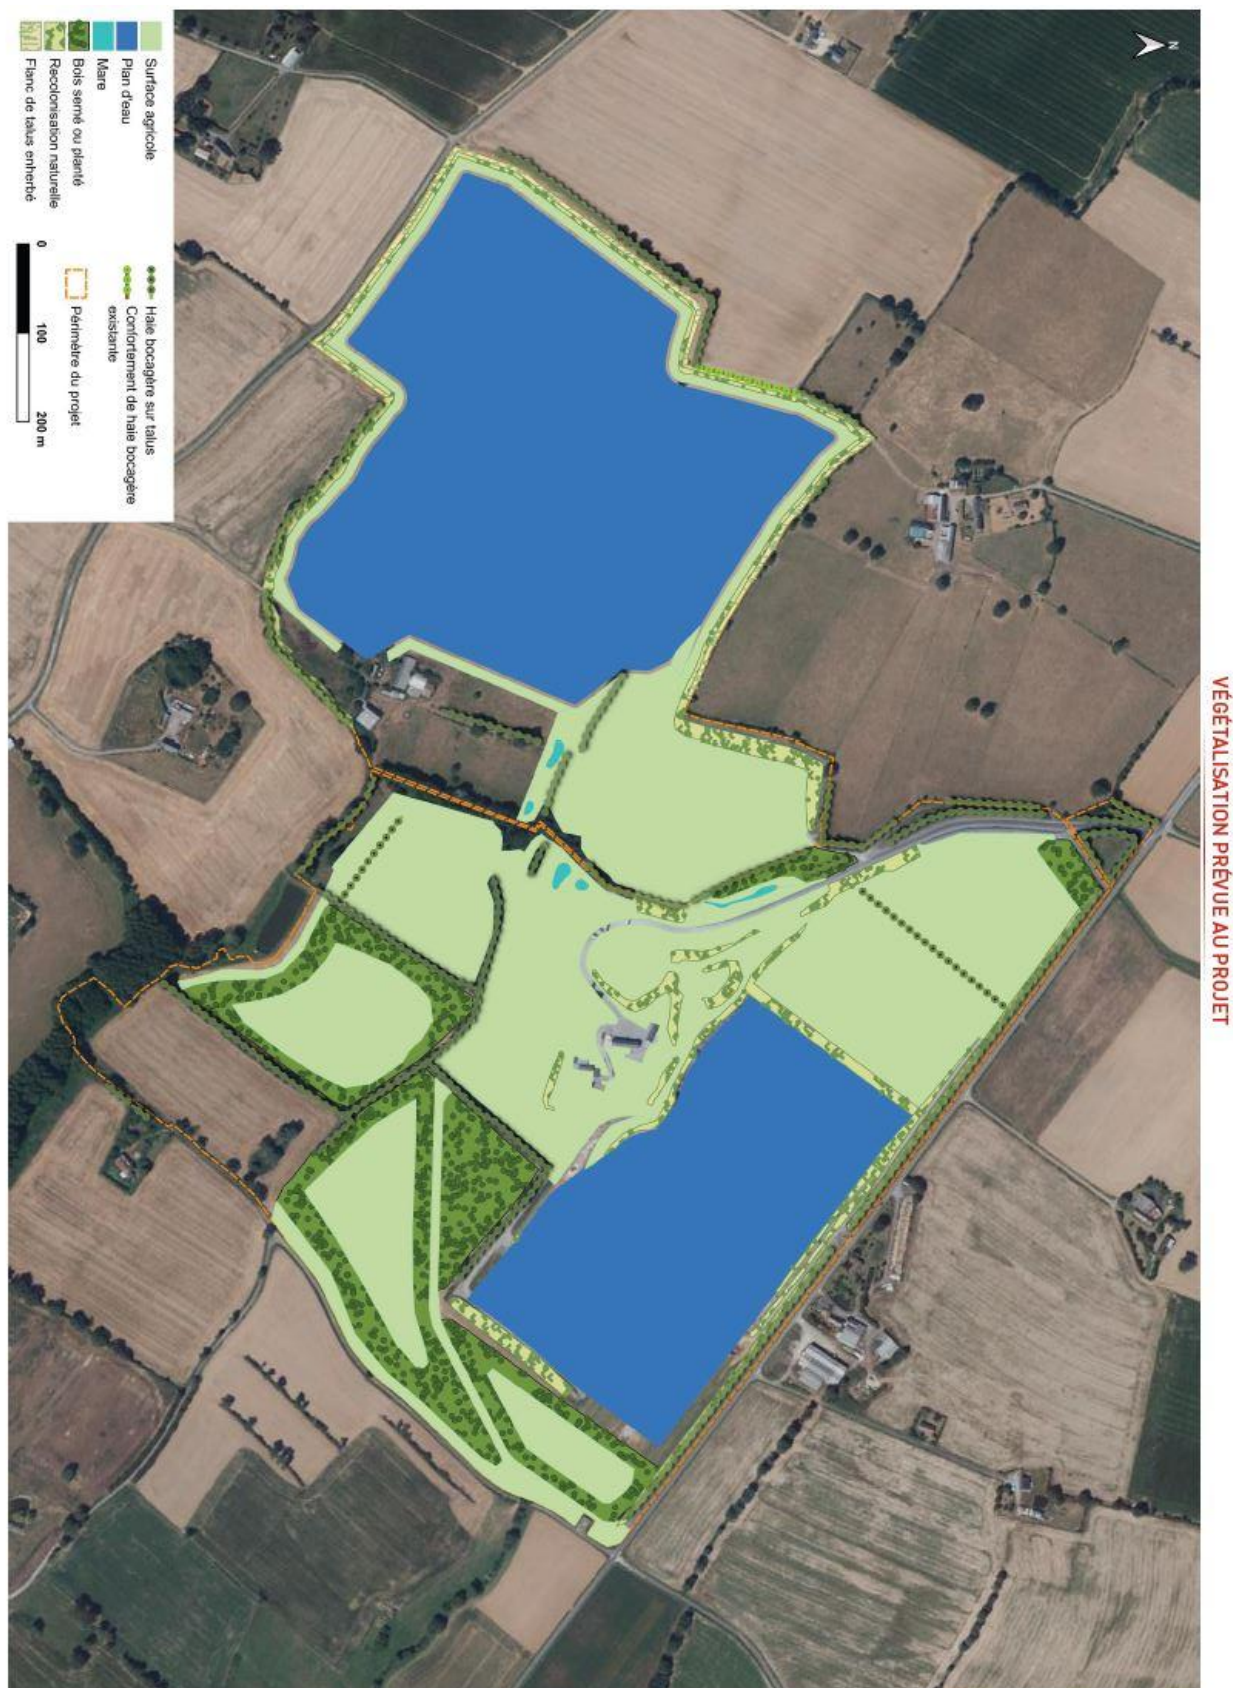 VÉGÉTALISATION PRÉVUE AU PROJET
N
Surface agricole
Plan d'eau
Mare
Bois semé ou planté
Recolonisation naturelle
Flanc de talus enherbé
Haie bocagère sur talus
Confortement de haie bocagère
existante
Périmètre du projet
0 100 200 m